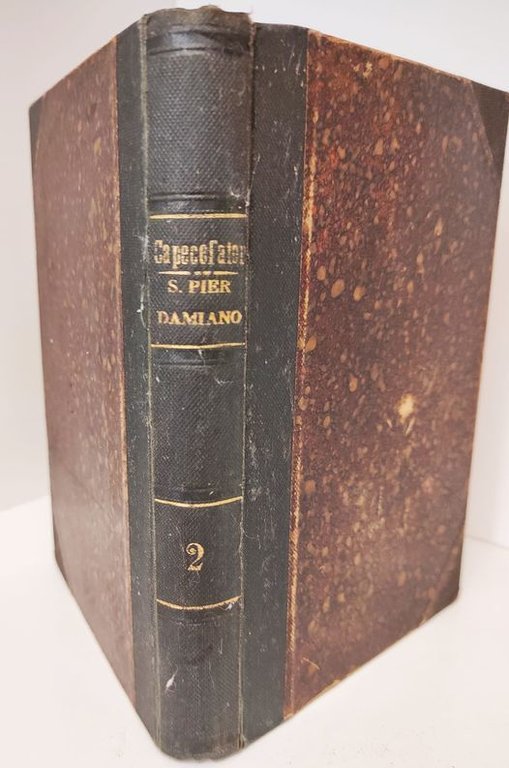 Capecelatro
S. PIER
DAMIANO
2